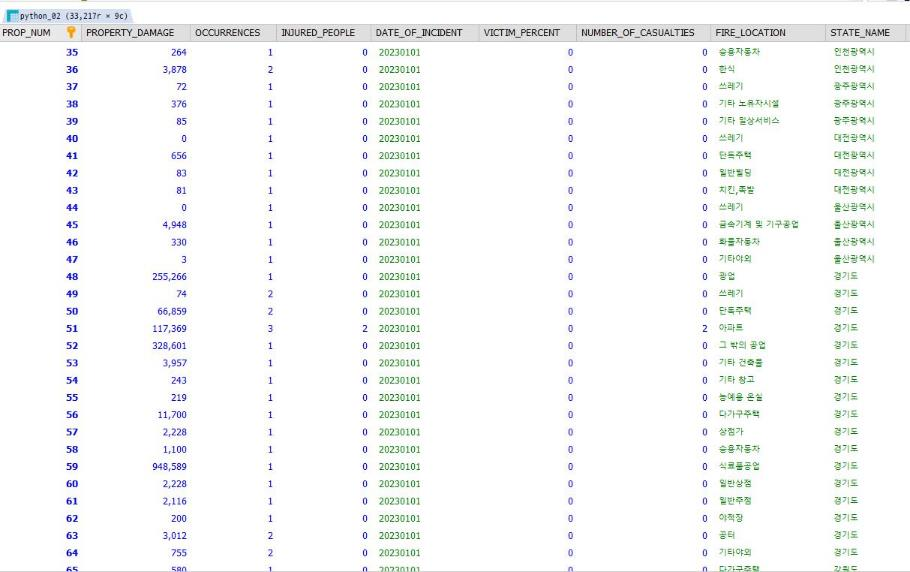 python_02 (33,217r × 9c)
PROP_NUM PROPERTY_DAMAGE OCCURRENCES INJURED_PEOPLE DATE_OF_INCIDENT VICTIM_PERCENT NUMBER_OF_CASUALTIES FIRE_LOCATION STATE_NAME
35 264 1 0 20230101 0 0 승용자동차 인천광역시
36 3,878 2 0 20230101 0 0 한식 인천광역시
37 72 1 0 20230101 0 0 쓰레기 광주광역시
38 376 1 0 20230101 0 0 기타 노유자시설 광주광역시
39 85 1 0 20230101 0 0 기타 일상서비스 광주광역시
40 0 1 0 20230101 0 0 쓰레기 대전광역시
41 656 1 0 20230101 0 0 단독주택 대전광역시
42 83 1 0 20230101 0 0 일반빌딩 대전광역시
43 81 1 0 20230101 0 0 치킨,족발 대전광역시
44 0 1 0 20230101 0 0 쓰레기 울산광역시
45 4,948 1 0 20230101 0 0 금속기계 및 기구공업 울산광역시
46 330 1 0 20230101 0 0 화물자동차 울산광역시
47 3 1 0 20230101 0 0 기타야외 울산광역시
48 255,266 1 0 20230101 0 0 광업 경기도
49 74 2 0 20230101 0 0 쓰레기 경기도
50 66,859 2 0 20230101 0 0 단독주택 경기도
51 117,369 3 2 20230101 0 2 아파트 경기도
52 328,601 1 0 20230101 0 0 그 밖의 공업 경기도
53 3,957 1 0 20230101 0 0 기타 건축물 경기도
54 243 1 0 20230101 0 0 기타 창고 경기도
55 219 1 0 20230101 0 0 농예용 온실 경기도
56 11,700 1 0 20230101 0 0 다가구주택 경기도
57 2,228 1 0 20230101 0 0 상점가 경기도
58 1,100 1 0 20230101 0 0 승용자동차 경기도
59 948,589 1 0 20230101 0 0 식료품공업 경기도
60 2,228 1 0 20230101 0 0 일반상점 경기도
61 2,116 1 0 20230101 0 0 일반주점 경기도
62 200 1 0 20230101 0 0 야적장 경기도
63 3,012 2 0 20230101 0 0 공터 경기도
64 755 2 0 20230101 0 0 기타야외 경기도
65 580 1 0 20230101 0 0 다가구주택 강원도